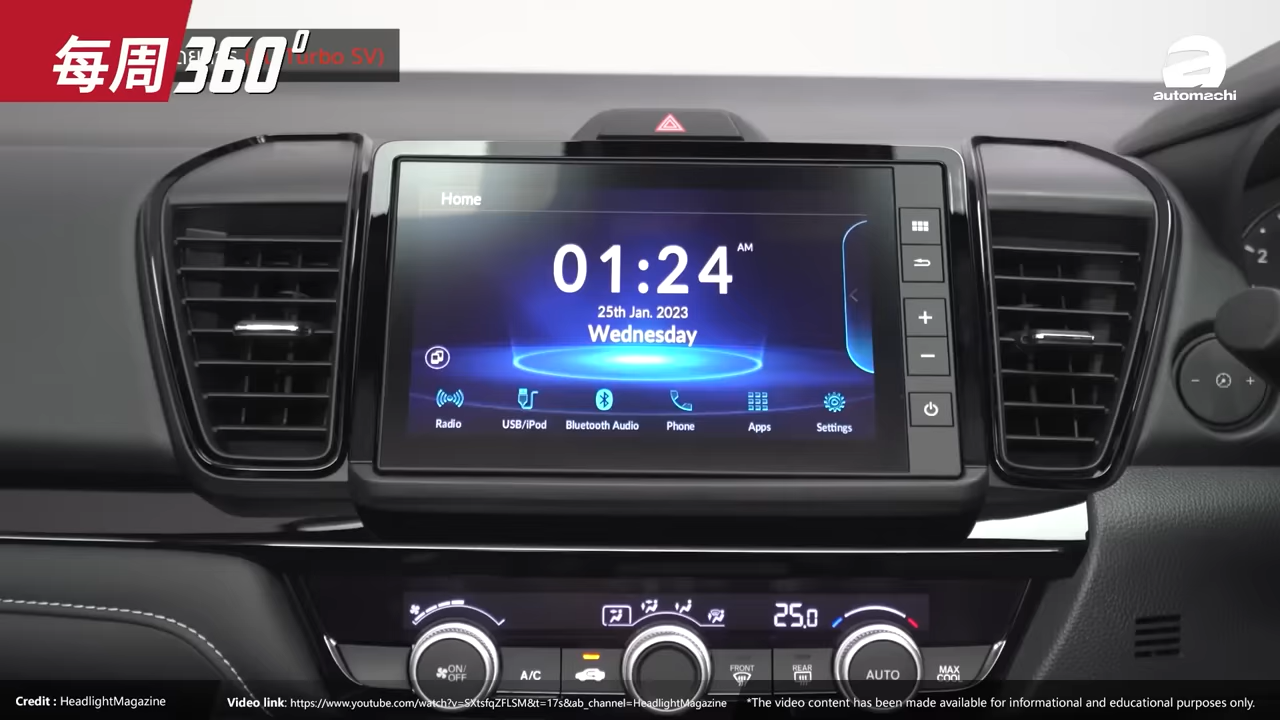 每周360°
Turbo SV)
automachi
Home
01:24 AM
25th Jan. 2023
Wednesday
Radio
USB/iPod
Bluetooth Audio
Phone
Apps
Settings
2
25.0
ON/
OFF
A/C
FRONT
REAR
AUTO
MAX
COOL
Credit : HeadlightMagazine
Video link: https://www.youtube.com/watch?v=SXtsfqZFLSM&t=17s&ab_channel=HeadlightMagazine
*The video content has been made available for informational and educational purposes only.